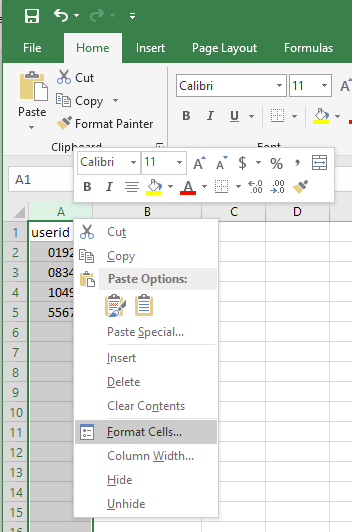 File Home Insert Page Layout Formulas
Cut
Copy
Format Painter
Paste
Clipboard
Calibri 11 A A
B I U A
Font
Calibri 11 A A $ % ,
B I A .00 .0
A1
A B C D
1 userid
2 0192
3 0834
4 1049
5 5567
6
7
8
9
10
11
12
13
14
15
Cut
Copy
Paste Options:
Paste Special...
Insert
Delete
Clear Contents
Format Cells...
Column Width...
Hide
Unhide